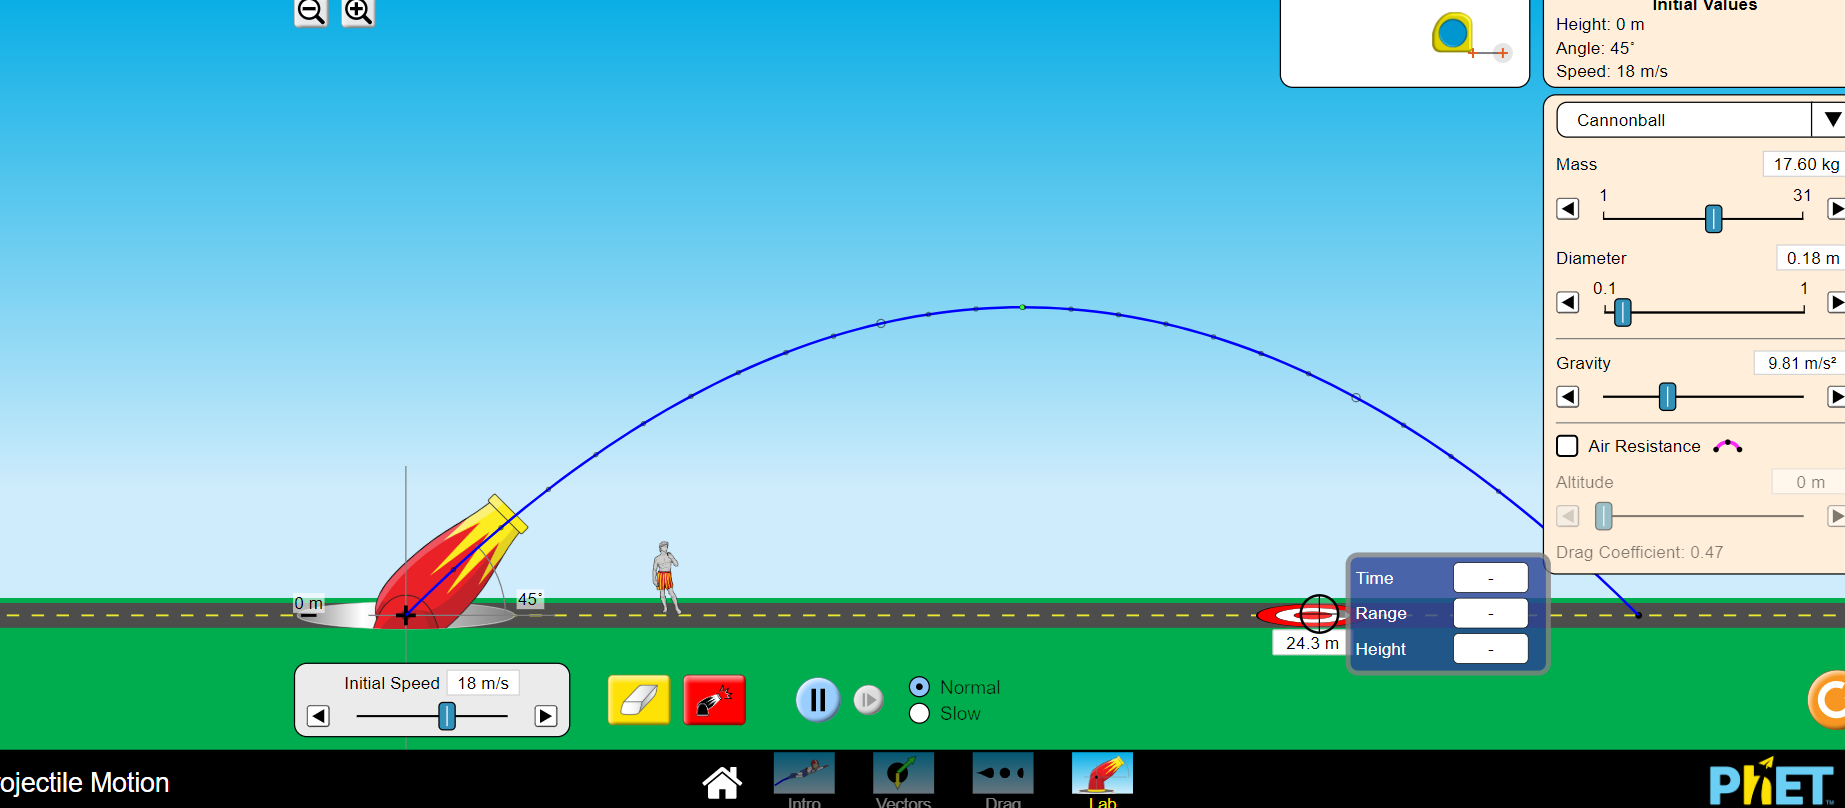 Initial Values
Height: 0 m
Angle: 45°
Speed: 18 m/s
Cannonball
Mass
17.60 kg
1
31
Diameter
0.18 m
0.1
1
Gravity
9.81 m/s²
Air Resistance
Altitude
0 m
Drag Coefficient: 0.47
0 m
45°
24.3 m
Time
-
Range
-
Height
-
Initial Speed
18 m/s
Normal
Slow
ojectile Motion
Intro
Vectors
Drag
Lab
PhET